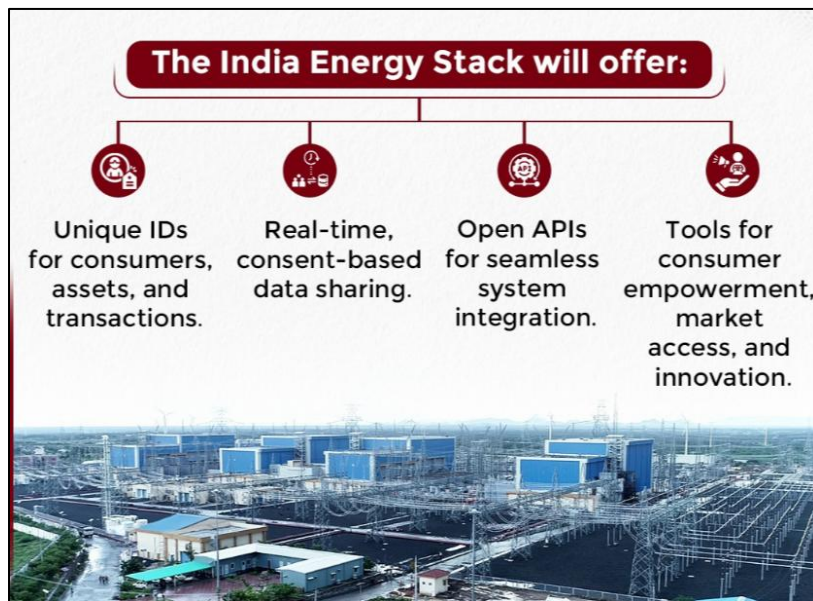 The India Energy Stack will offer:
Unique IDs
for consumers,
assets, and
transactions.
Real-time,
consent-based
data sharing.
API
Open APIs
for seamless
system
integration.
Tools for
consumer
empowerment,
market
access, and
innovation.